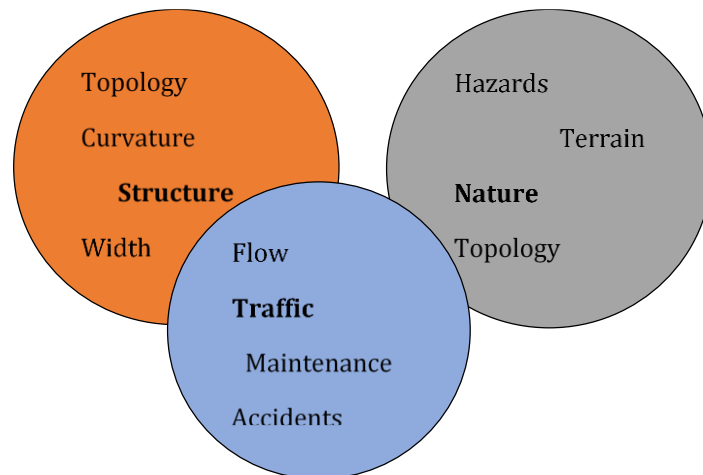 Topology
Curvature
Structure
Width
Hazards
Terrain
Nature
Topology
Flow
Traffic
Maintenance
Accidents